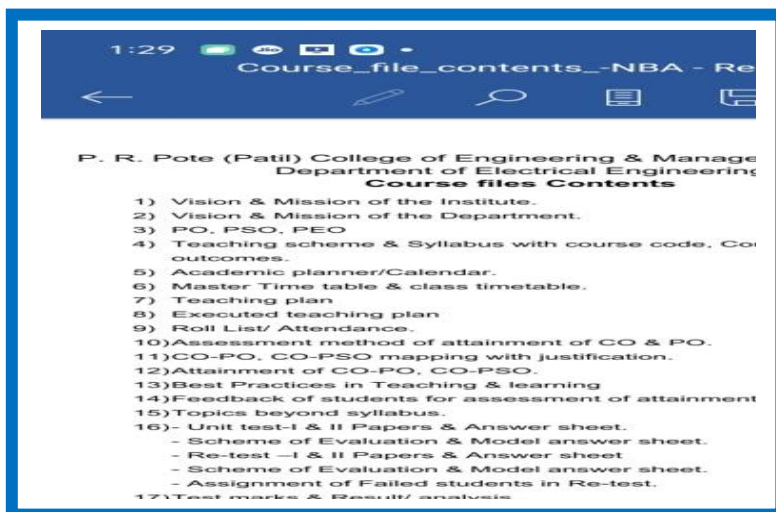 1:29 Jio
Course_file_contents_-NBA - Re
P. R. Pote (Patil) College of Engineering & Manage
Department of Electrical Engineering
Course files Contents
1) Vision & Mission of the Institute.
2) Vision & Mission of the Department.
3) PO, PSO, PEO
4) Teaching scheme & Syllabus with course code, Co
outcomes.
5) Academic planner/Calendar.
6) Master Time table & class timetable.
7) Teaching plan
8) Executed teaching plan
9) Roll List/ Attendance.
10)Assessment method of attainment of CO & PO.
11)CO-PO, CO-PSO mapping with justification.
12)Attainment of CO-PO, CO-PSO.
13)Best Practices in Teaching & learning
14)Feedback of students for assessment of attainment
15)Topics beyond syllabus.
16)- Unit test-I & II Papers & Answer sheet.
- Scheme of Evaluation & Model answer sheet.
- Re-test –I & II Papers & Answer sheet
- Scheme of Evaluation & Model answer sheet.
- Assignment of Failed students in Re-test.
17)Test marks & Result/ analysis